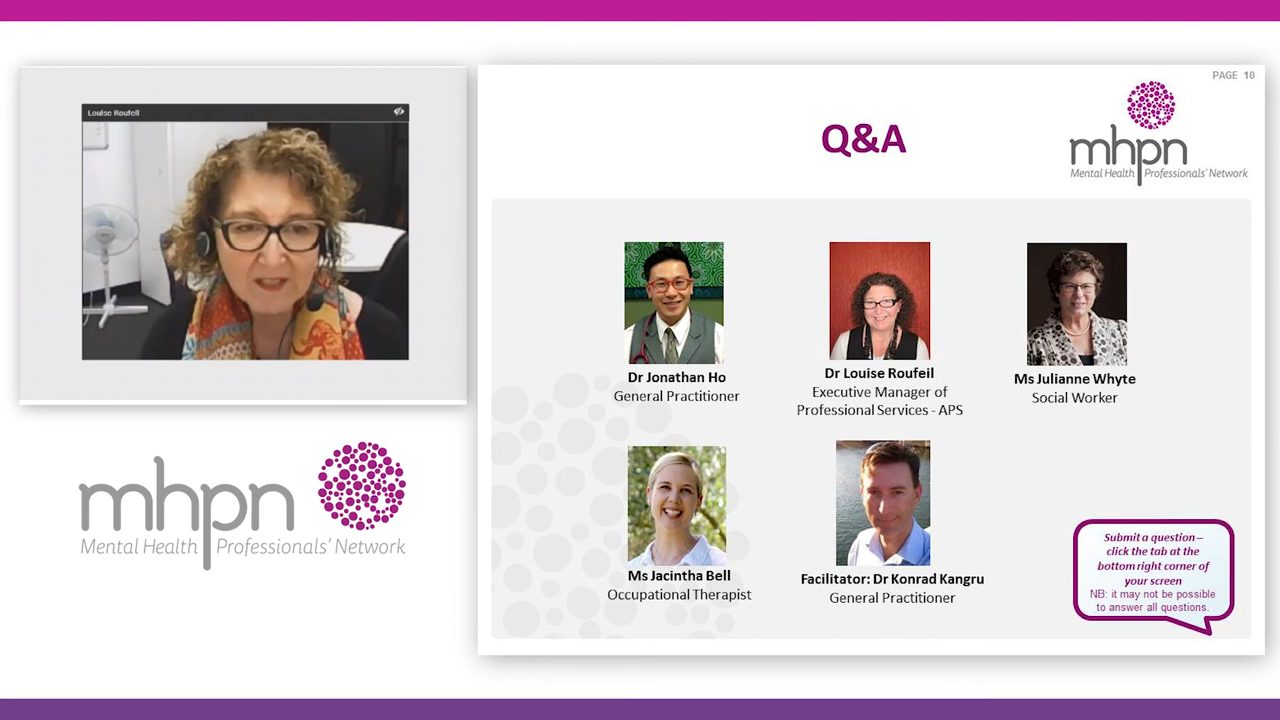 Louise Roufeil
mhpn
Mental Health Professionals' Network
PAGE 10
Q&A
mhpn
Mental Health Professionals' Network
Dr Jonathan Ho
General Practitioner
Dr Louise Roufeil
Executive Manager of
Professional Services - APS
Ms Julianne Whyte
Social Worker
Ms Jacintha Bell
Occupational Therapist
Facilitator: Dr Konrad Kangru
General Practitioner
Submit a question –
click the tab at the
bottom right corner of
your screen
NB: it may not be possible
to answer all questions.